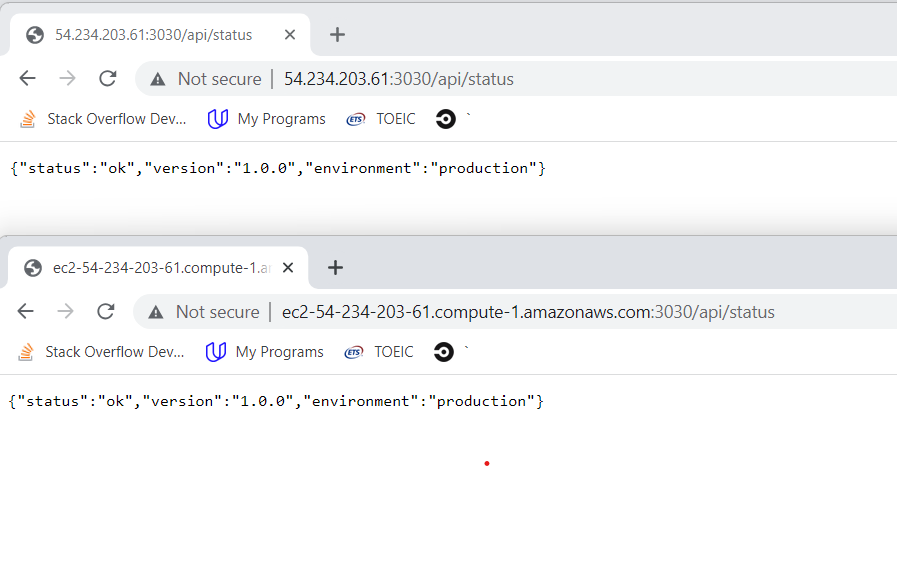 54.234.203.61:3030/api/status
Not secure | 54.234.203.61:3030/api/status
Stack Overflow Dev... My Programs ETS TOEIC `
{"status":"ok","version":"1.0.0","environment":"production"}
ec2-54-234-203-61.compute-1.a
Not secure | ec2-54-234-203-61.compute-1.amazonaws.com:3030/api/status
Stack Overflow Dev... My Programs ETS TOEIC `
{"status":"ok","version":"1.0.0","environment":"production"}